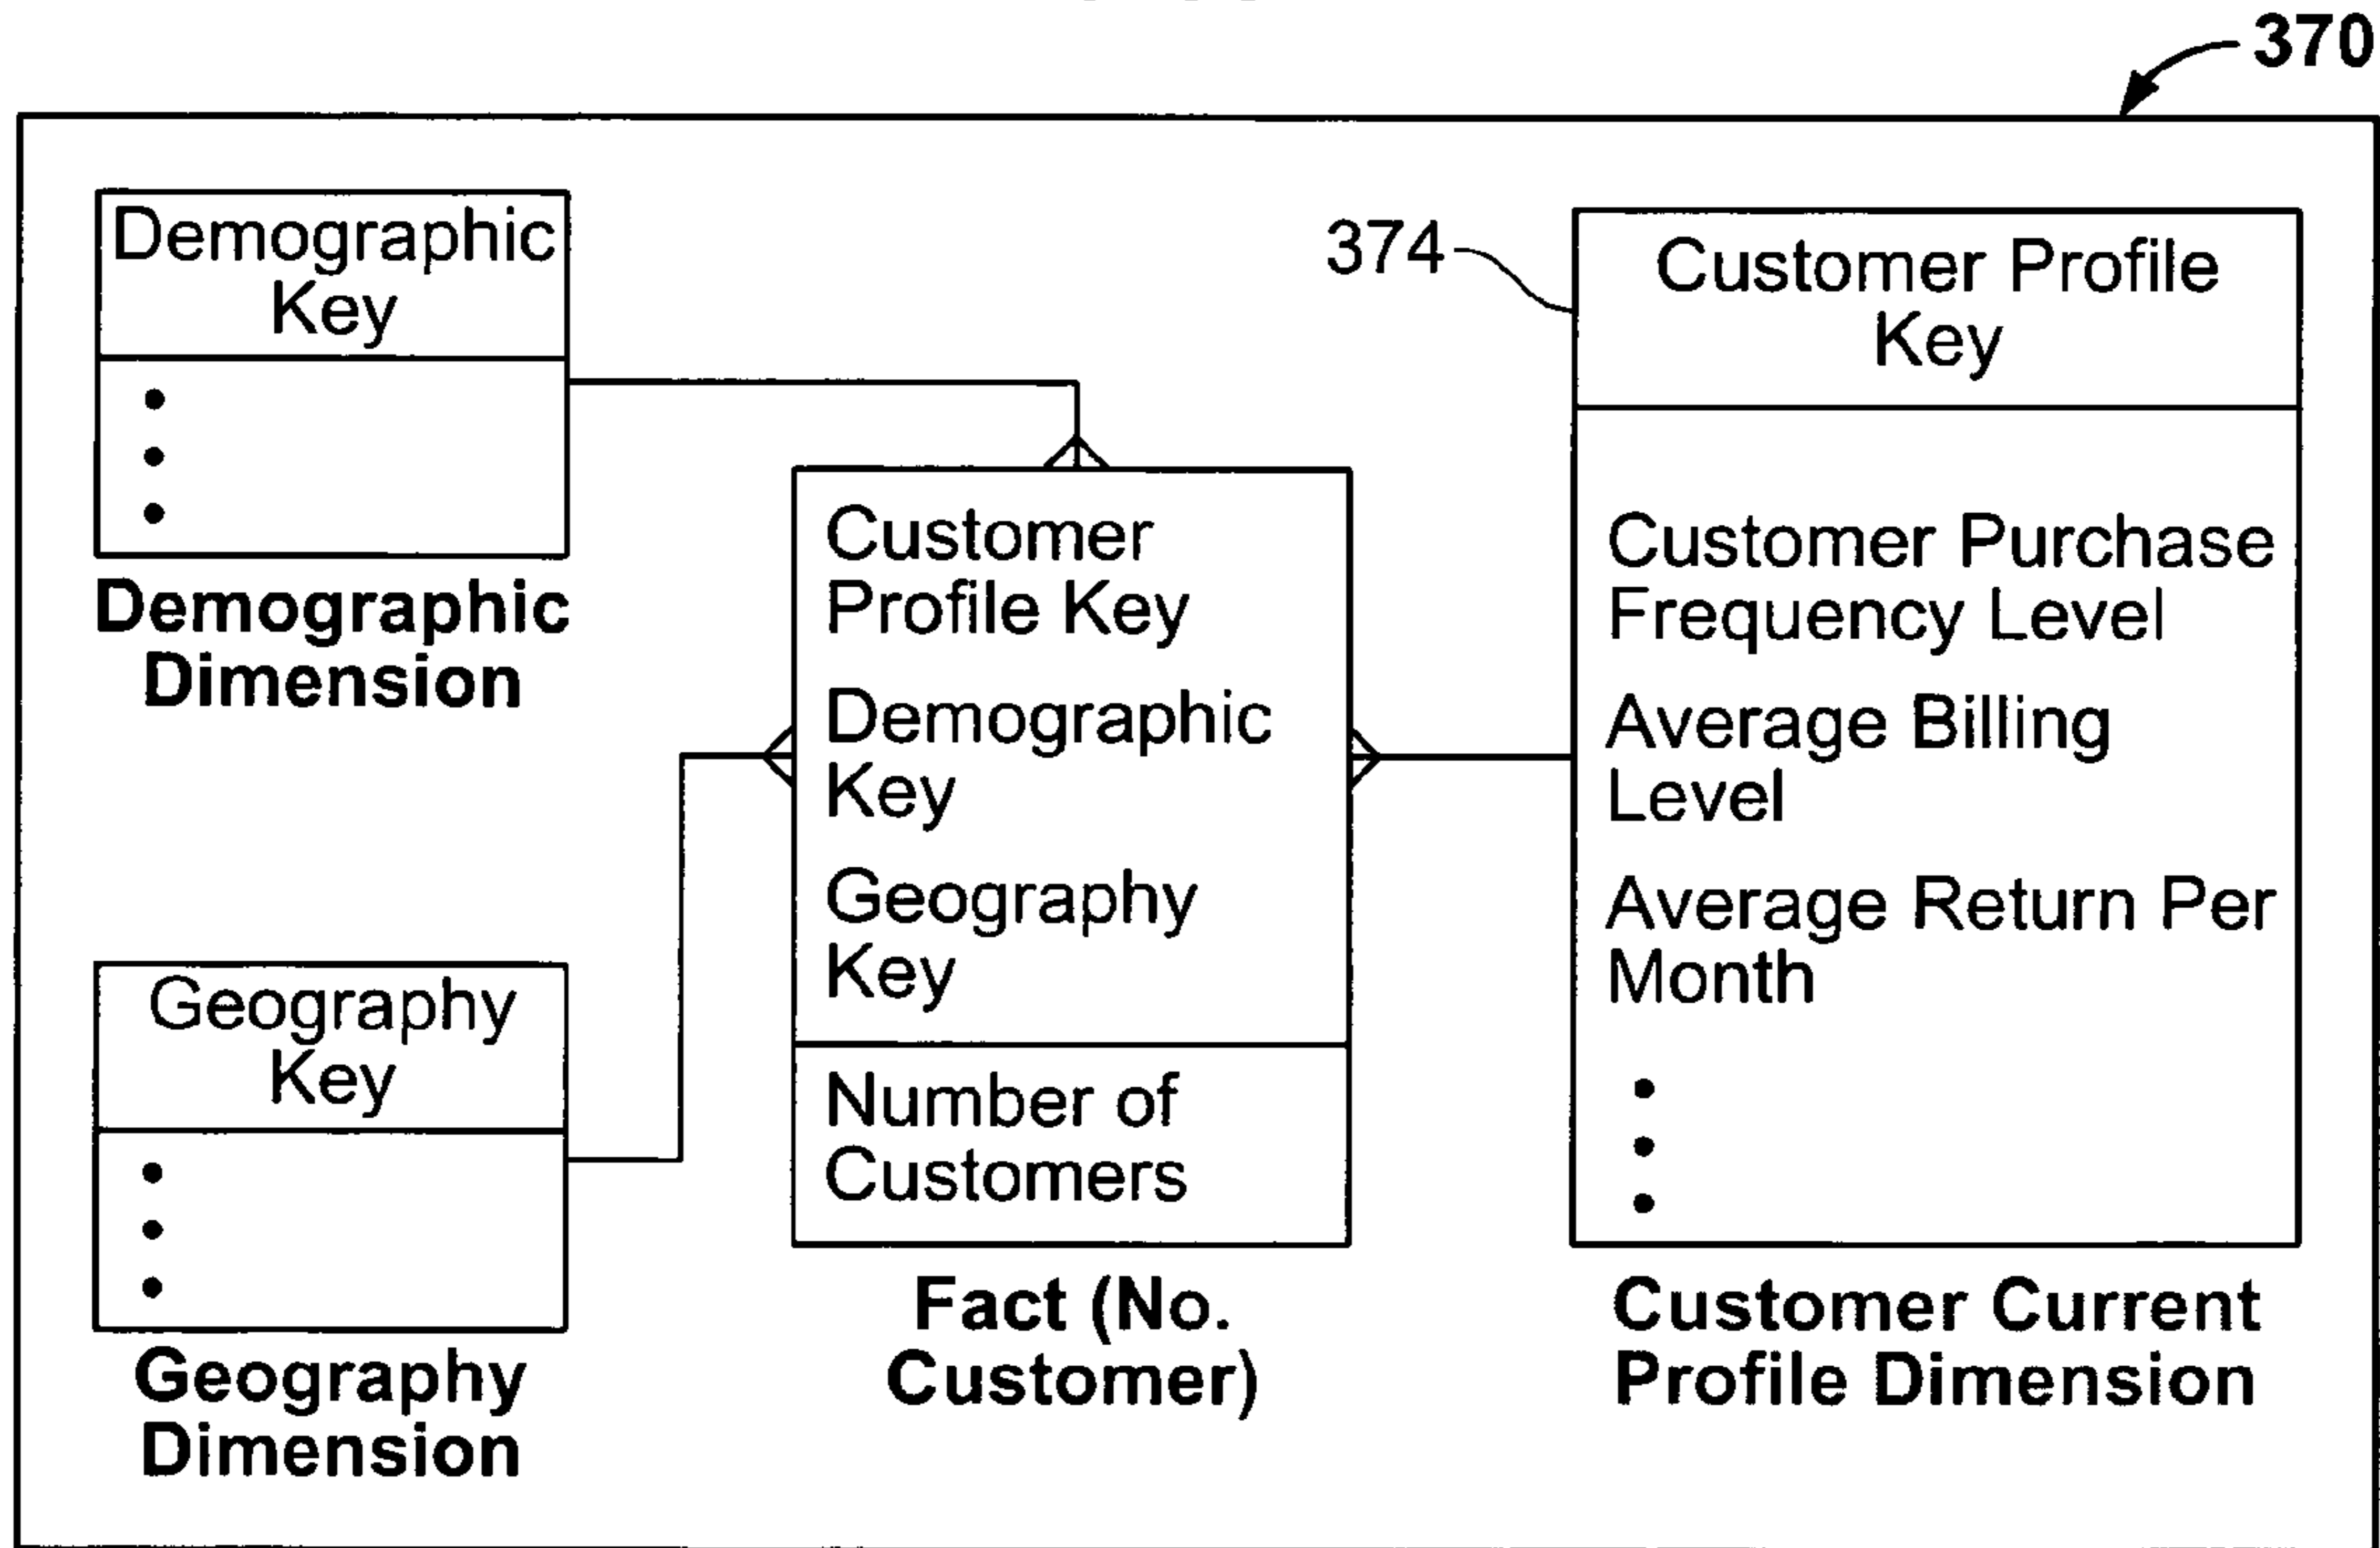 370
Demographic
Key
Demographic
Dimension
Geography
Key
Geography
Dimension
Customer
Profile Key
Demographic
Key
Geography
Key
Number of
Customers
Fact (No.
Customer)
374
Customer Profile
Key
Customer Purchase
Frequency Level
Average Billing
Level
Average Return Per
Month
Customer Current
Profile Dimension